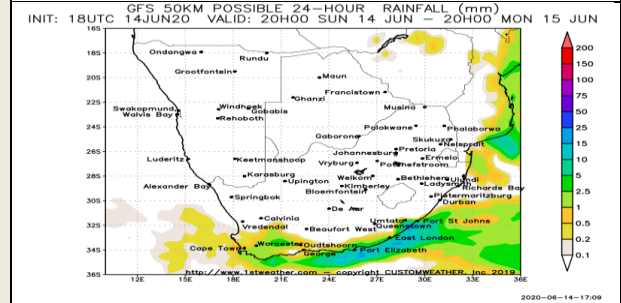 GFS 50KM POSSIBLE 24-HOUR RAINFALL (mm)
INIT: 18UTC 14JUN20 VALID: 20H00 SUN 14 JUN - 20H00 MON 15 JUN
16S
18S
20S
22S
24S
26S
28S
30S
32S
34S
36S
Ondangwa
Rundu
Grootfontein
Maun
Francistown
Ghanzi
Musina
Swakopmund
Windhoek
Gobabis
Walvis Bay
Rehoboth
Polokwane
Phalaborwa
Gaborone
Skukuza
Nelspruit
Johannesburg
Pretoria
Luderitz
Keetmanshoop
Vryburg
Potchefstroom
Ermelo
Karasburg
Upington
Welkom
Bethlehem
Ulundi
Alexander Bay
Kimberley
Ladysmith
Richards Bay
Bloemfontein
Springbok
Pietermaritzburg
Durban
De Aar
Calvinia
Umtata
Port St Johns
Vredendal
Beaufort West
Queenstown
Cape Town
Worcester
Oudtshoorn
East London
George
Port Elizabeth
http://www.1stweather.com - copyright CUSTOMWEATHER, Inc 2019
12E 15E 18E 21E 24E 27E 30E 33E 36E
200
150
100
75
50
25
15
10
5
2.5
1
0.5
0.2
0.1
2020-06-14-17:09